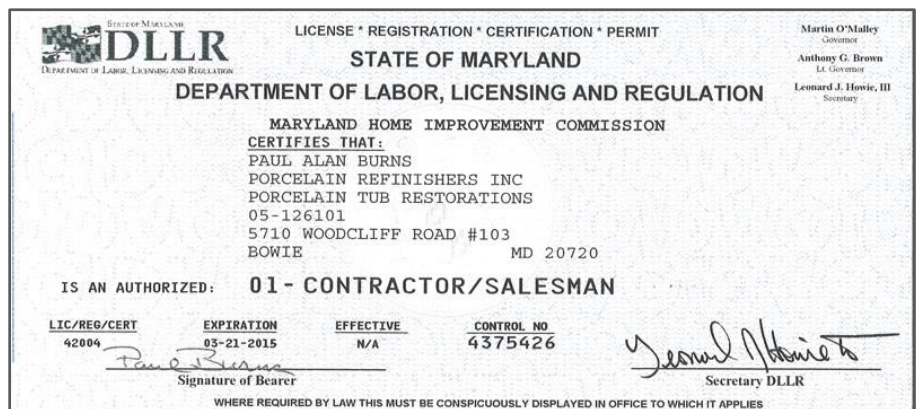 STATE OF MARYLAND
DLLR
DEPARTMENT OF LABOR, LICENSING AND REGULATION
LICENSE * REGISTRATION * CERTIFICATION * PERMIT
STATE OF MARYLAND
DEPARTMENT OF LABOR, LICENSING AND REGULATION
Martin O'Malley
Governor
Anthony G. Brown
Lt. Governor
Leonard J. Howie, III
Secretary
MARYLAND HOME IMPROVEMENT COMMISSION
CERTIFIES THAT:
PAUL ALAN BURNS
PORCELAIN REFINISHERS INC
PORCELAIN TUB RESTORATIONS
05-126101
5710 WOODCLIFF ROAD #103
BOWIE MD 20720
IS AN AUTHORIZED: 01- CONTRACTOR/SALESMAN
LIC/REG/CERT EXPIRATION EFFECTIVE CONTROL NO
42004 03-21-2015 N/A 4375426
Paul Burns
Signature of Bearer
Secretary DLLR
WHERE REQUIRED BY LAW THIS MUST BE CONSPICUOUSLY DISPLAYED IN OFFICE TO WHICH IT APPLIES